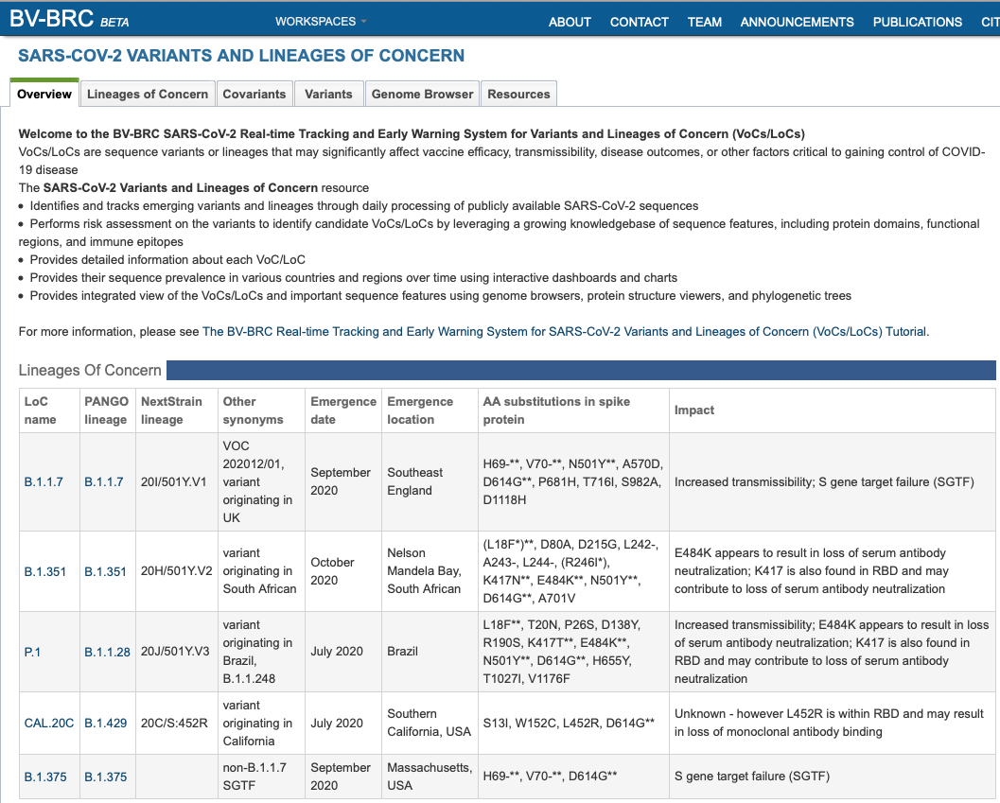 BV-BRC BETA
WORKSPACES
ABOUT CONTACT TEAM ANNOUNCEMENTS PUBLICATIONS CIT
SARS-COV-2 VARIANTS AND LINEAGES OF CONCERN
Overview Lineages of Concern Covariants Variants Genome Browser Resources
Welcome to the BV-BRC SARS-CoV-2 Real-time Tracking and Early Warning System for Variants and Lineages of Concern (VoCs/LoCs)
VoCs/LoCs are sequence variants or lineages that may significantly affect vaccine efficacy, transmissibility, disease outcomes, or other factors critical to gaining control of COVID-
19 disease
The SARS-CoV-2 Variants and Lineages of Concern resource
• Identifies and tracks emerging variants and lineages through daily processing of publicly available SARS-CoV-2 sequences
• Performs risk assessment on the variants to identify candidate VoCs/LoCs by leveraging a growing knowledgebase of sequence features, including protein domains, functional
regions, and immune epitopes
• Provides detailed information about each VoC/LoC
• Provides their sequence prevalence in various countries and regions over time using interactive dashboards and charts
• Provides integrated view of the VoCs/LoCs and important sequence features using genome browsers, protein structure viewers, and phylogenetic trees
For more information, please see The BV-BRC Real-time Tracking and Early Warning System for SARS-CoV-2 Variants and Lineages of Concern (VoCs/LoCs) Tutorial.
Lineages Of Concern
LoC
name
PANGO
lineage
NextStrain
lineage
Other
synonyms
Emergence
date
Emergence
location
AA substitutions in spike
protein
Impact
B.1.1.7
B.1.1.7
20I/501Y.V1
VOC
202012/01,
variant
originating in
UK
September
2020
Southeast
England
H69-**, V70-**, N501Y**, A570D,
D614G**, P681H, T716I, S982A,
D1118H
Increased transmissibility; S gene target failure (SGTF)
B.1.351
B.1.351
20H/501Y.V2
variant
originating in
South African
October
2020
Nelson
Mandela Bay,
South African
(L18F*)**, D80A, D215G, L242-,
A243-, L244-, (R246I*),
K417N**, E484K**, N501Y**,
D614G**, A701V
E484K appears to result in loss of serum antibody
neutralization; K417 is also found in RBD and may
contribute to loss of serum antibody neutralization
P.1
B.1.1.28
20J/501Y.V3
variant
originating in
Brazil,
B.1.1.248
July 2020
Brazil
L18F**, T20N, P26S, D138Y,
R190S, K417T**, E484K**,
N501Y**, D614G**, H655Y,
T1027I, V1176F
Increased transmissibility; E484K appears to result in loss
of serum antibody neutralization; K417 is also found in
RBD and may contribute to loss of serum antibody
neutralization
CAL.20C
B.1.429
20C/S:452R
variant
originating in
California
July 2020
Southern
California, USA
S13I, W152C, L452R, D614G**
Unknown - however L452R is within RBD and may result
in loss of monoclonal antibody binding
B.1.375
B.1.375
non-B.1.1.7
SGTF
September
2020
Massachusetts,
USA
H69-**, V70-**, D614G**
S gene target failure (SGTF)